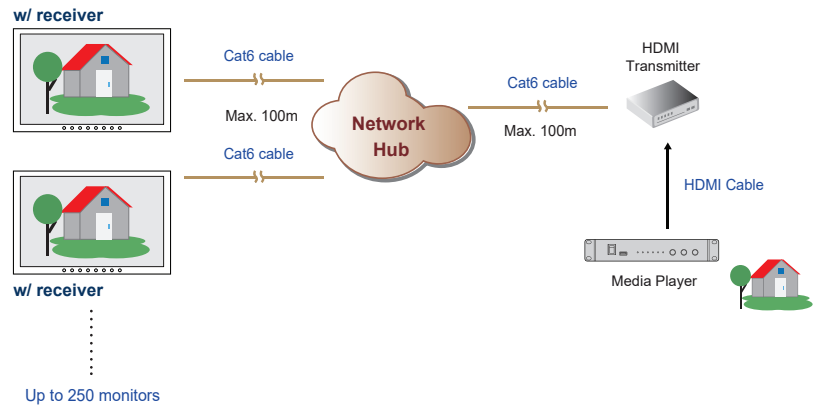 w/ receiver
Cat6 cable
Max. 100m
Cat6 cable
Network
Hub
Cat6 cable
Max. 100m
HDMI
Transmitter
HDMI Cable
Media Player
w/ receiver
Up to 250 monitors